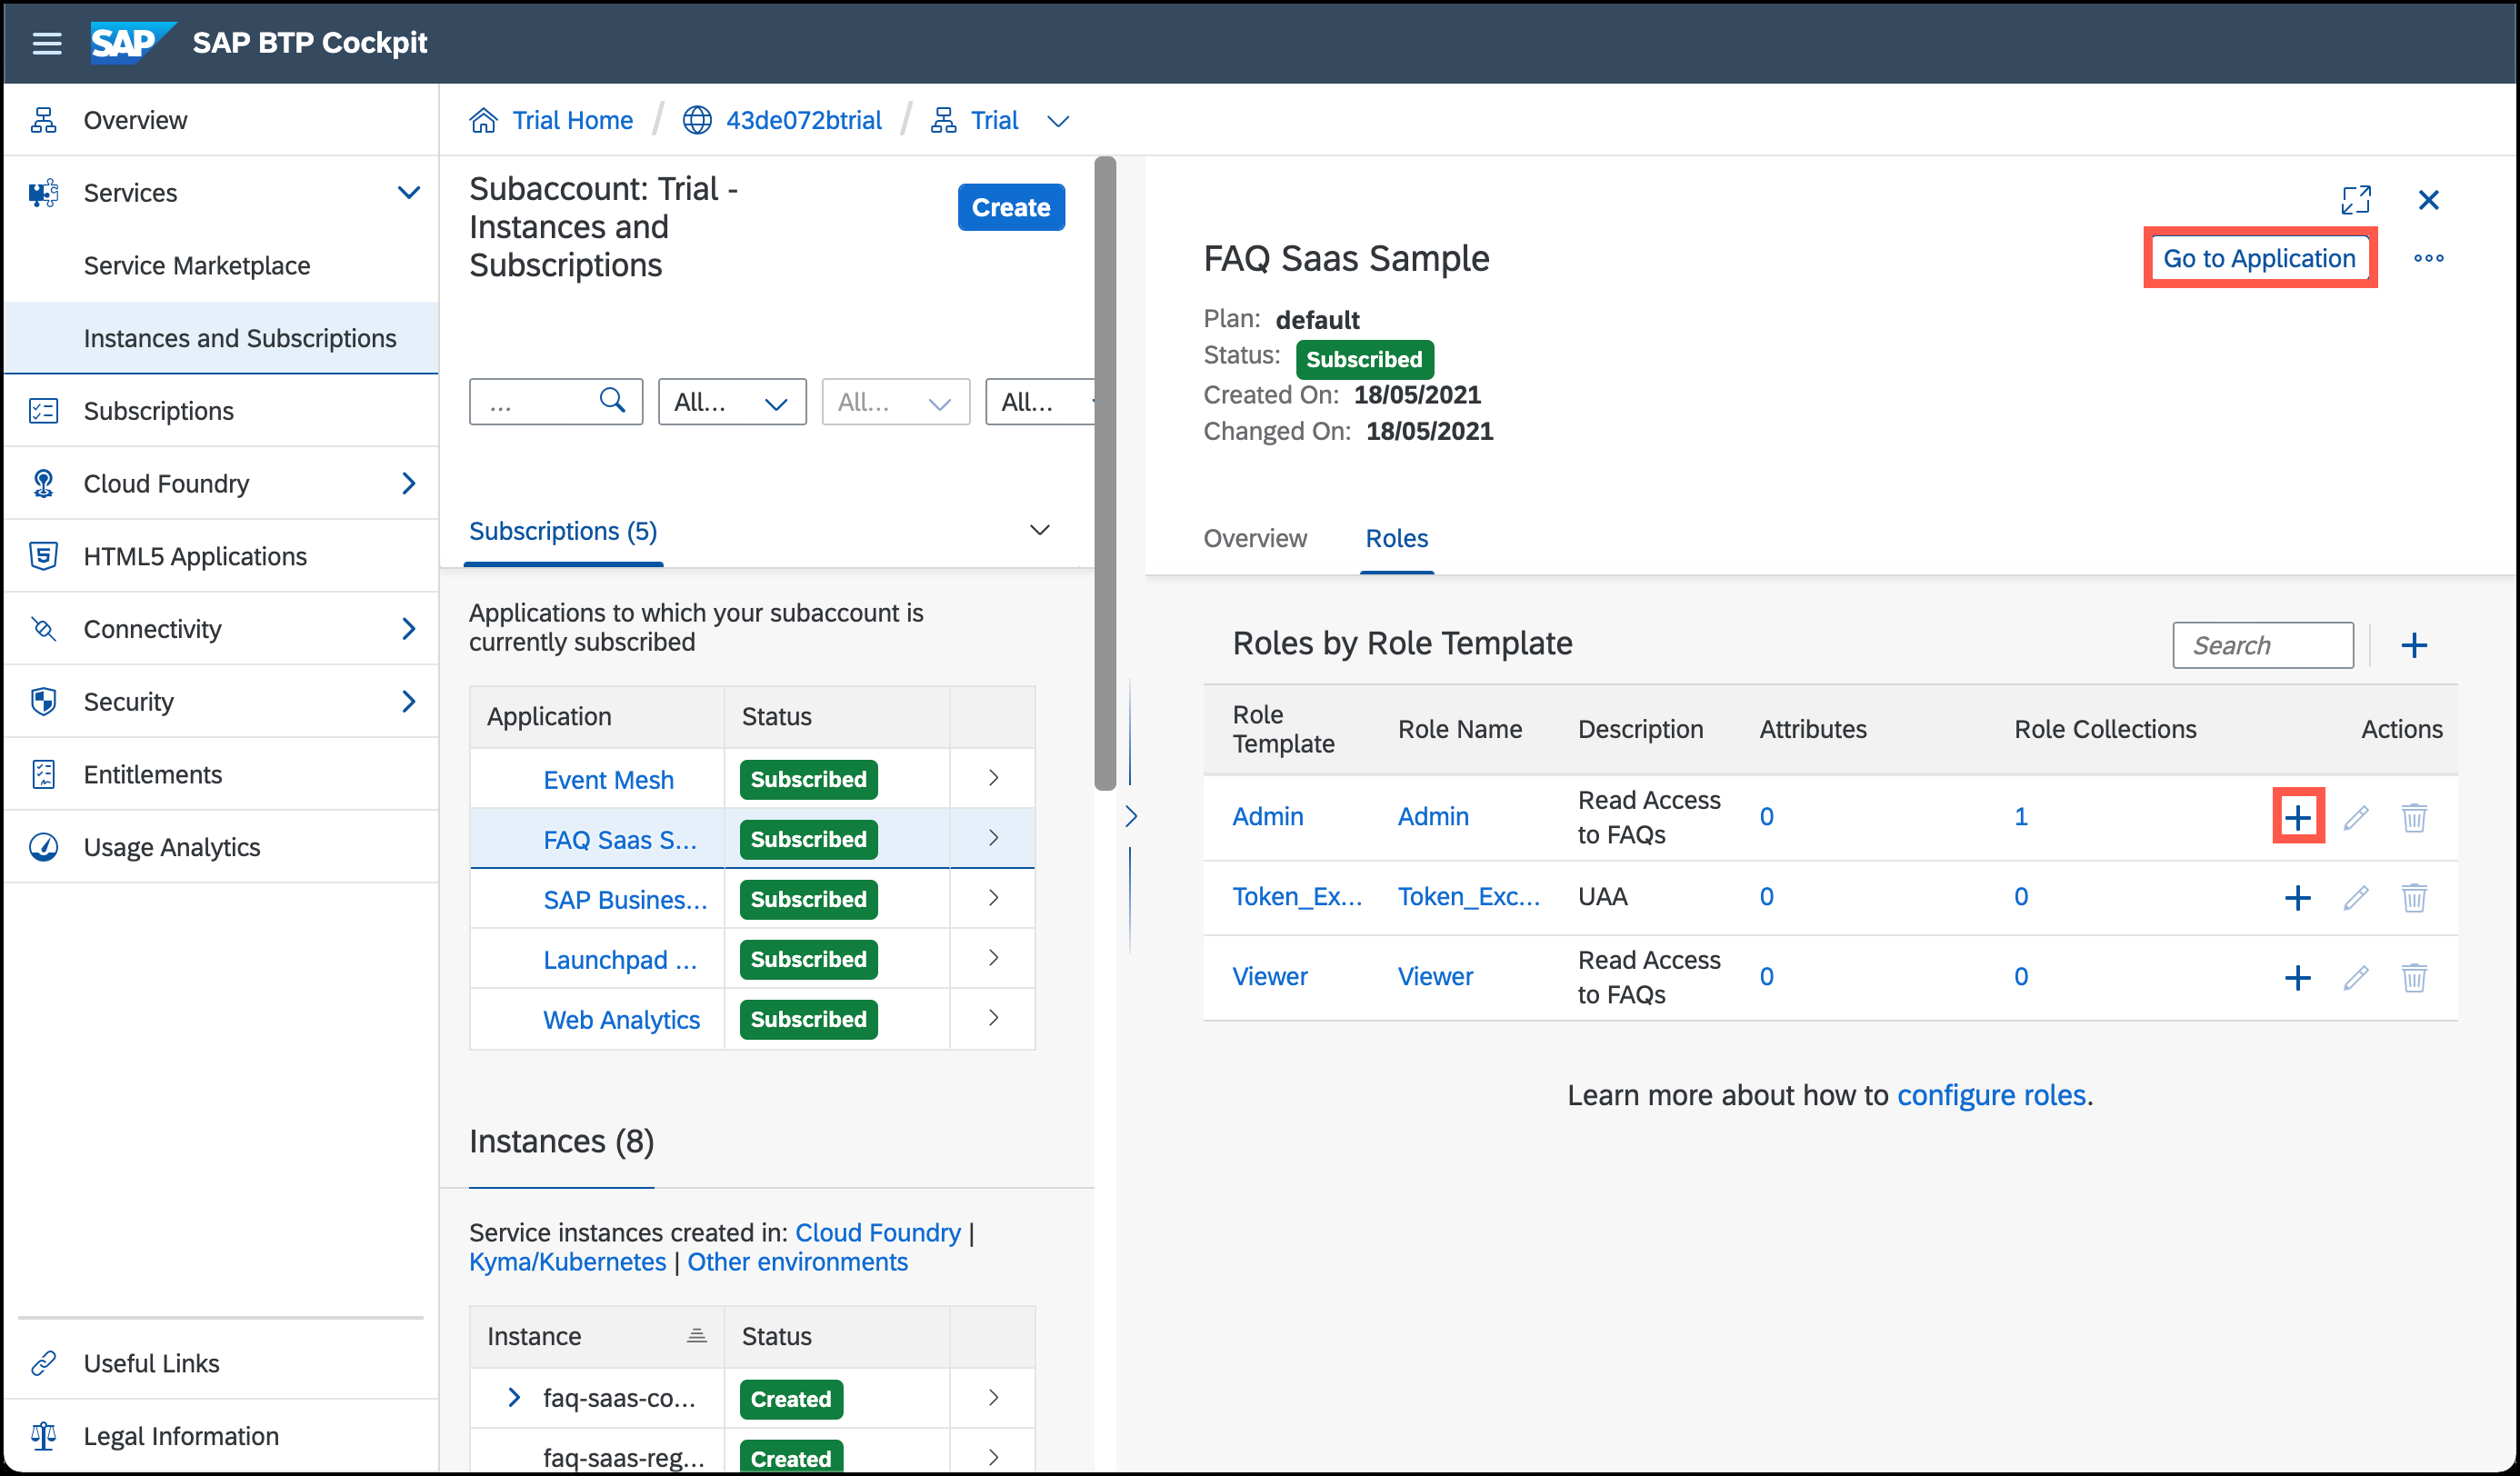 SAP SAP BTP Cockpit
Overview
Services
Service Marketplace
Instances and Subscriptions
Subscriptions
Cloud Foundry
HTML5 Applications
Connectivity
Security
Entitlements
Usage Analytics
Useful Links
Legal Information
Trial Home / 43de072btrial / Trial
Subaccount: Trial -
Instances and
Subscriptions
Create
... All... All... All...
Subscriptions (5)
Applications to which your subaccount is
currently subscribed
Application Status
Event Mesh Subscribed
FAQ Saas S... Subscribed
SAP Busines... Subscribed
Launchpad ... Subscribed
Web Analytics Subscribed
Instances (8)
Service instances created in: Cloud Foundry |
Kyma/Kubernetes | Other environments
Instance Status
faq-saas-co... Created
faq-saas-reg... Created
FAQ Saas Sample
Go to Application
Plan: default
Status: Subscribed
Created On: 18/05/2021
Changed On: 18/05/2021
Overview Roles
Roles by Role Template
Search
Role
Template Role Name Description Attributes Role Collections Actions
Admin Admin Read Access
to FAQs 0 1
Token_Ex... Token_Exc... UAA 0 0
Viewer Viewer Read Access
to FAQs 0 0
Learn more about how to configure roles.